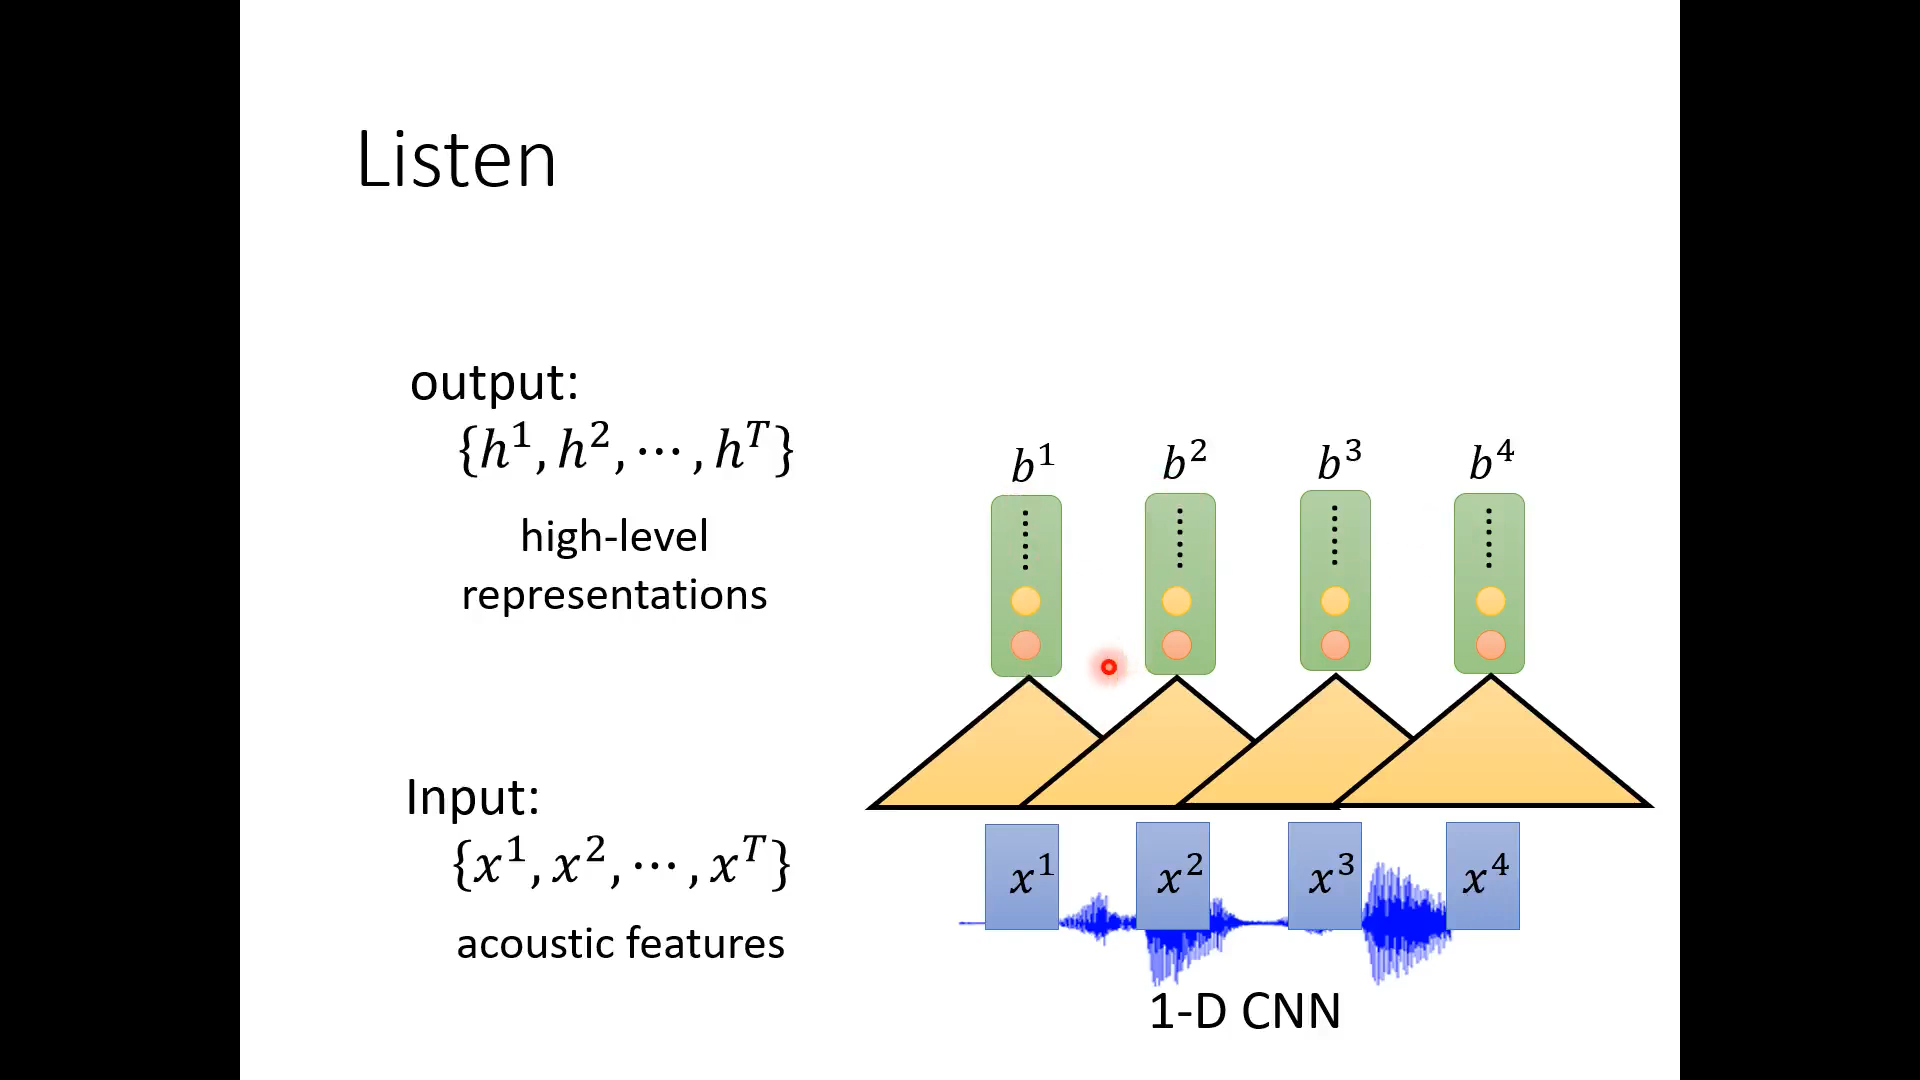 Listen
output:
{h¹, h², ⋯, hᵀ}
high-level
representations
Input:
{x¹, x², ⋯, xᵀ}
acoustic features
b¹ b² b³ b⁴
x¹ x² x³ x⁴
1-D CNN